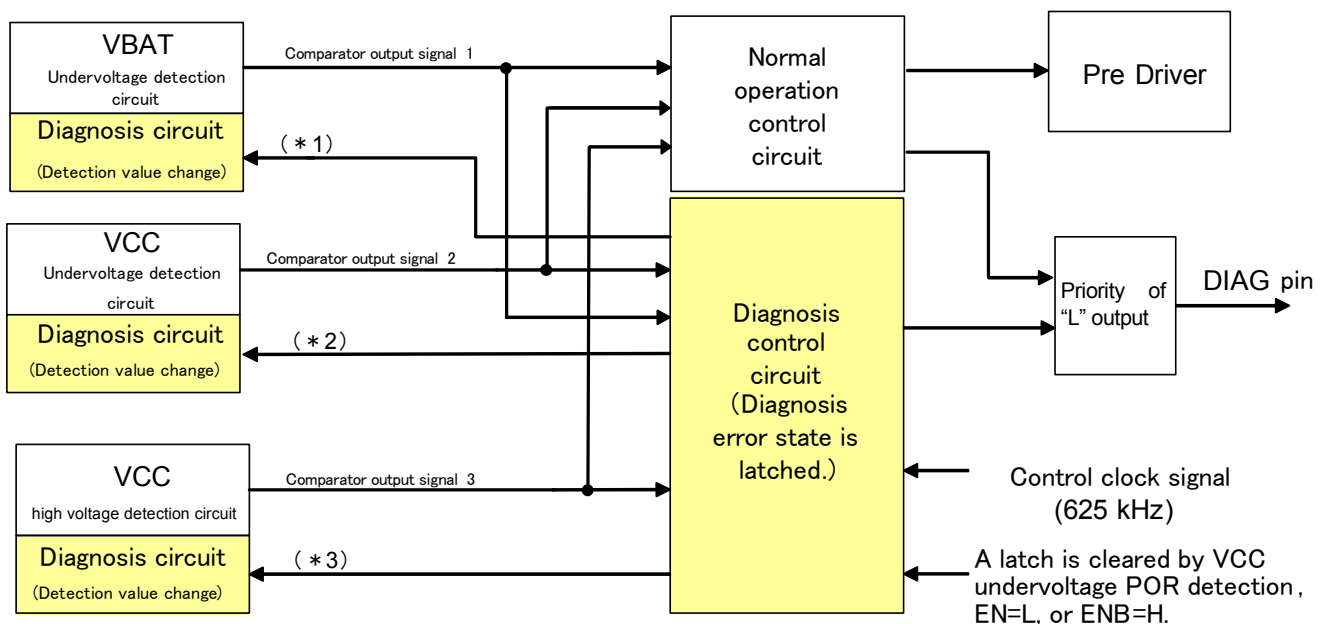 VBAT
Undervoltage detection
circuit
Diagnosis circuit
(Detection value change)
Comparator output signal 1
(*1)
VCC
Undervoltage detection
circuit
Diagnosis circuit
(Detection value change)
Comparator output signal 2
(*2)
VCC
high voltage detection circuit
Diagnosis circuit
(Detection value change)
Comparator output signal 3
(*3)
Normal
operation
control
circuit
Pre Driver
Diagnosis
control
circuit
(Diagnosis
error state is
latched.)
Priority of
“L” output
DIAG pin
Control clock signal
(625 kHz)
A latch is cleared by VCC
undervoltage POR detection,
EN=L, or ENB=H.